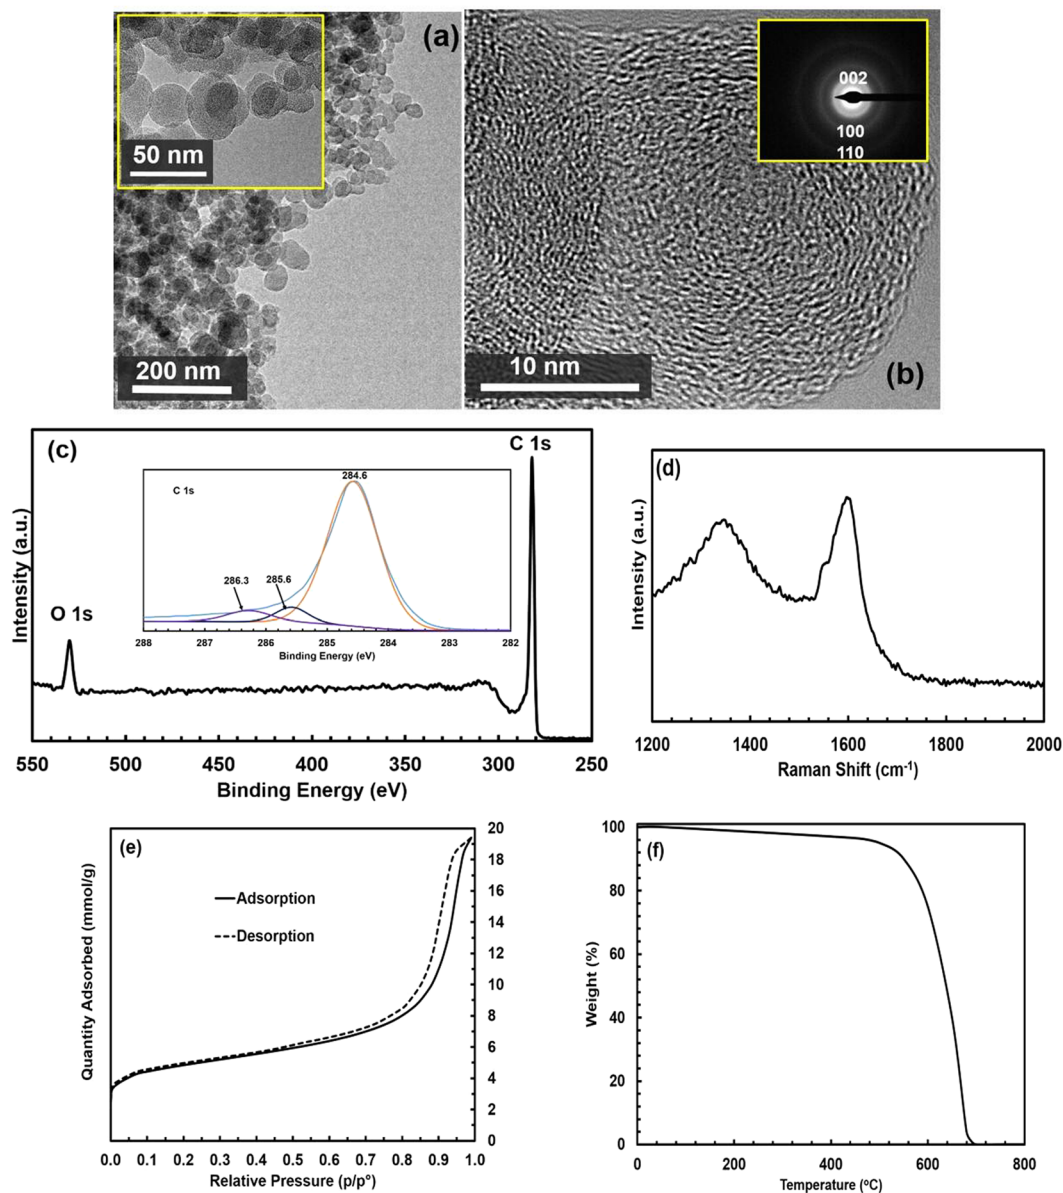 (a)
50 nm
200 nm
002
100
110
10 nm
(b)
(c)
C 1s
O 1s
Intensity (a.u.)
C 1s
284.6
286.3
285.6
288 287 286 285 284 283 282
Binding Energy (eV)
550 500 450 400 350 300 250
Binding Energy (eV)
(d)
Intensity (a.u.)
1200 1400 1600 1800 2000
Raman Shift (cm-1)
(e)
Adsorption
Desorption
Quantity Adsorbed (mmol/g)
20
18
16
14
12
10
8
6
4
2
0
0.0 0.1 0.2 0.3 0.4 0.5 0.6 0.7 0.8 0.9 1.0
Relative Pressure (p/p°)
(f)
Weight (%)
100
80
60
40
20
0
0 200 400 600 800
Temperature (ºC)